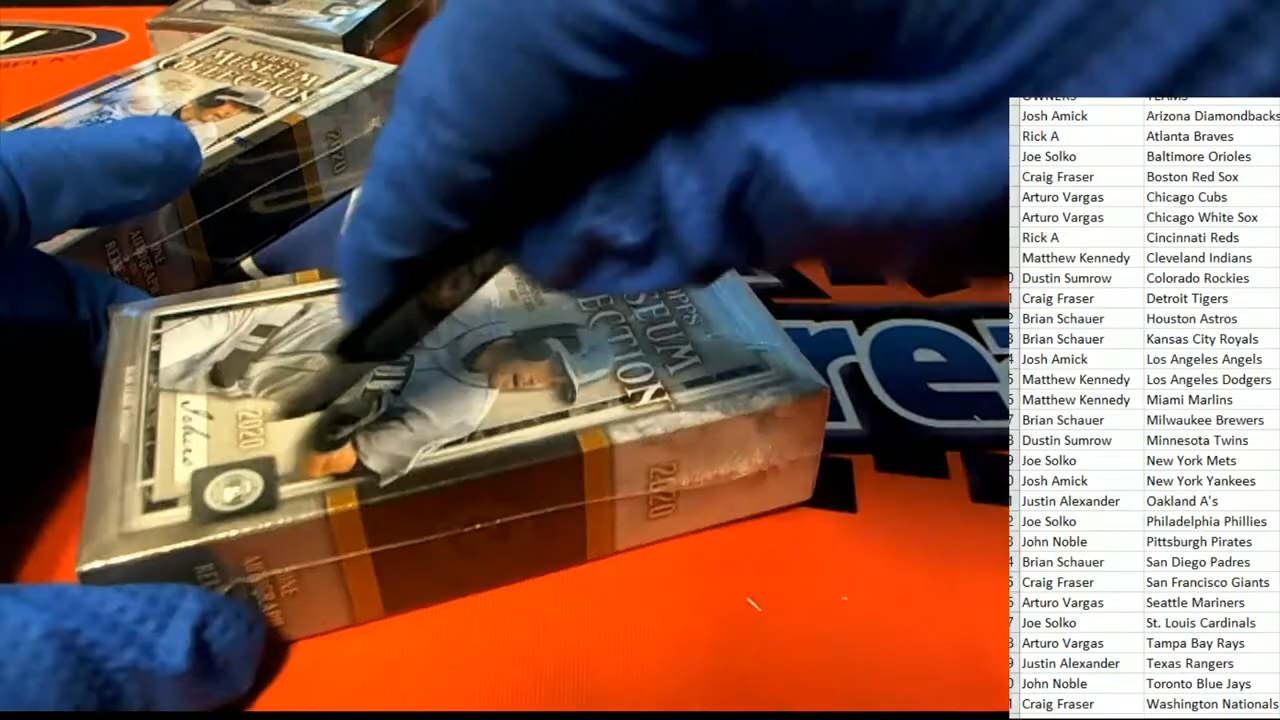 TOPPS
MUSEUM
COLLECTION
2020
2020
2020
OWNERS TEAMS
Josh Amick Arizona Diamondbacks
Rick A Atlanta Braves
Joe Solko Baltimore Orioles
Craig Fraser Boston Red Sox
Arturo Vargas Chicago Cubs
Arturo Vargas Chicago White Sox
Rick A Cincinnati Reds
Matthew Kennedy Cleveland Indians
Dustin Sumrow Colorado Rockies
Craig Fraser Detroit Tigers
Brian Schauer Houston Astros
Brian Schauer Kansas City Royals
Josh Amick Los Angeles Angels
Matthew Kennedy Los Angeles Dodgers
Matthew Kennedy Miami Marlins
Brian Schauer Milwaukee Brewers
Dustin Sumrow Minnesota Twins
Joe Solko New York Mets
Josh Amick New York Yankees
Justin Alexander Oakland A's
Joe Solko Philadelphia Phillies
John Noble Pittsburgh Pirates
Brian Schauer San Diego Padres
Craig Fraser San Francisco Giants
Arturo Vargas Seattle Mariners
Joe Solko St. Louis Cardinals
Arturo Vargas Tampa Bay Rays
Justin Alexander Texas Rangers
John Noble Toronto Blue Jays
Craig Fraser Washington Nationals